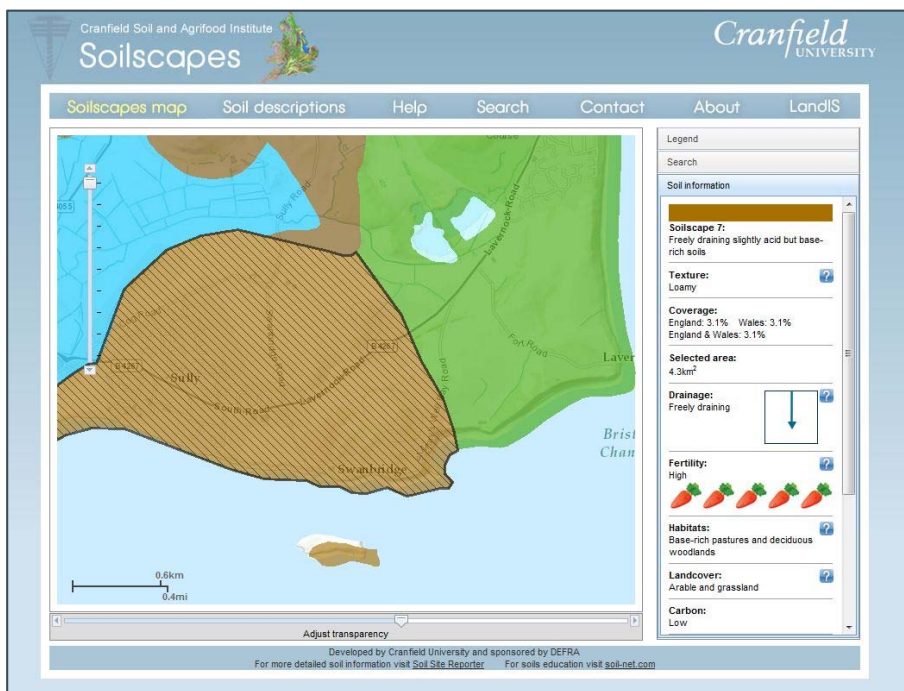 Cranfield Soil and Agrifood Institute
Soilscapes
Cranfield
UNIVERSITY
Soilscapes map
Soil descriptions
Help
Search
Contact
About
LandIS
Legend
Search
Soil information
Soilscape 7:
Freely draining slightly acid but base-
rich soils
Texture:
Loamy
Coverage:
England: 3.1% Wales: 3.1%
England & Wales: 3.1%
Selected area:
4.3km²
Drainage:
Freely draining
Fertility:
High
Habitats:
Base-rich pastures and deciduous
woodlands
Landcover:
Arable and grassland
Carbon:
Low
Sully Road
Lavernock Road
Cog Road
B 4267
B 4267
Sully
South Road
Lavernock Road
Fort Road
Laver
Swanbridge
Brist
Chan
0.6km
0.4mi
Adjust transparency
Developed by Cranfield University and sponsored by DEFRA
For more detailed soil information visit Soil Site Reporter For soils education visit soil-net.com